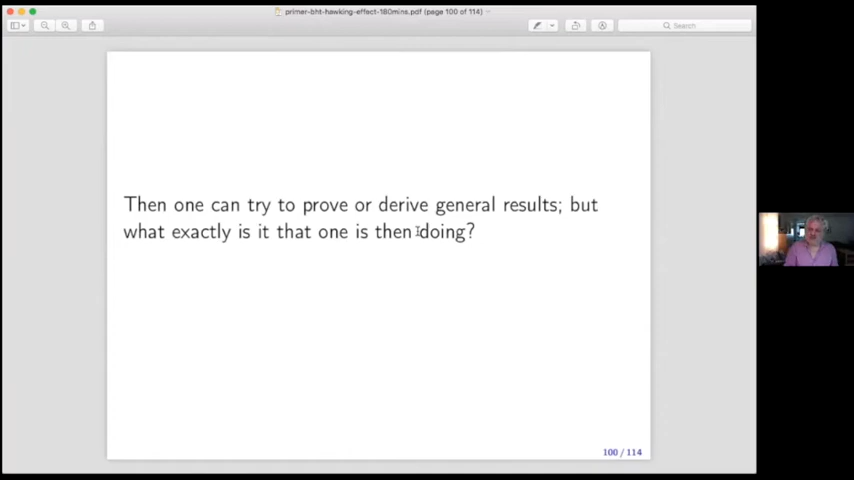 primer-bht-hawking-effect-180mins.pdf (page 100 of 114)
Search
Then one can try to prove or derive general results; but
what exactly is it that one is then doing?
100 / 114